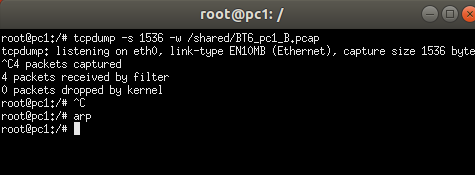 root@pc1: /
root@pc1:/# tcpdump -s 1536 -w /shared/BT6_pc1_B.pcap
tcpdump: listening on eth0, link-type EN10MB (Ethernet), capture size 1536 byte
^C4 packets captured
4 packets received by filter
0 packets dropped by kernel
root@pc1:/# ^C
root@pc1:/# arp
root@pc1:/#